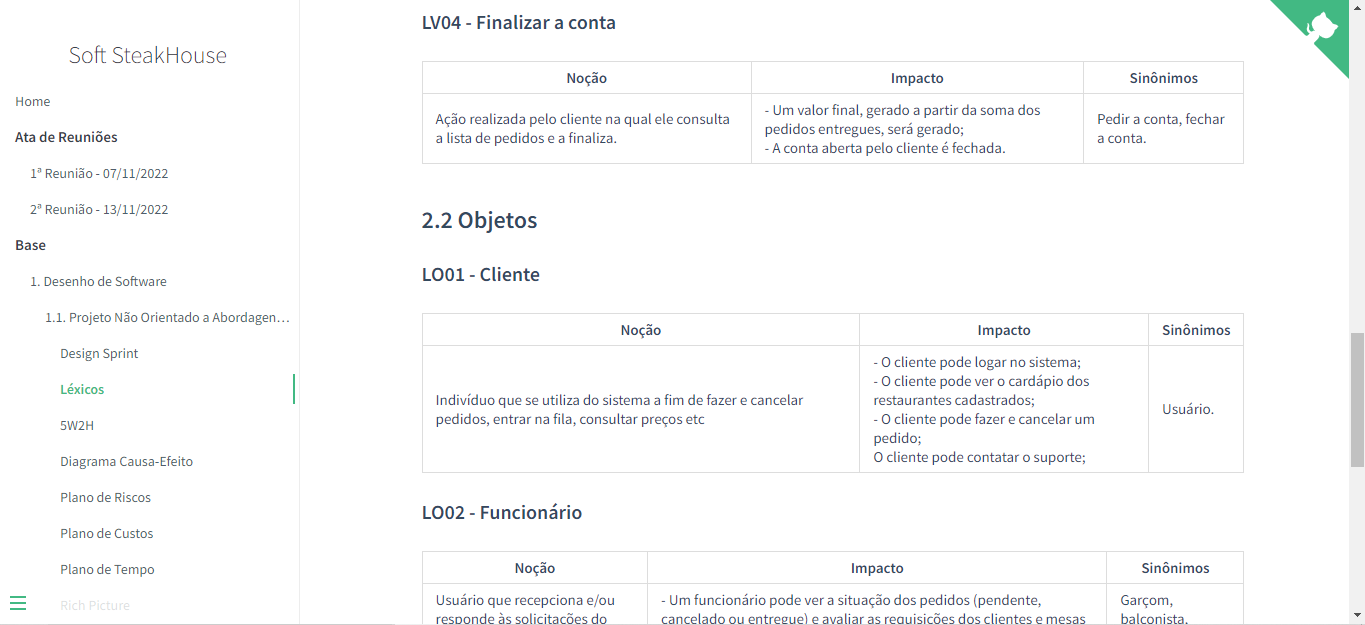 Soft SteakHouse
Home
Ata de Reuniões
1ª Reunião - 07/11/2022
2ª Reunião - 13/11/2022
Base
1. Desenho de Software
1.1. Projeto Não Orientado a Abordagen…
Design Sprint
Léxicos
5W2H
Diagrama Causa-Efeito
Plano de Riscos
Plano de Custos
Plano de Tempo
Rich Picture
LV04 - Finalizar a conta
Noção
Impacto
Sinônimos
Ação realizada pelo cliente na qual ele consulta
a lista de pedidos e a finaliza.
- Um valor final, gerado a partir da soma dos
pedidos entregues, será gerado;
- A conta aberta pelo cliente é fechada.
Pedir a conta, fechar
a conta.
2.2 Objetos
LO01 - Cliente
Noção
Impacto
Sinônimos
Indivíduo que se utiliza do sistema a fim de fazer e cancelar
pedidos, entrar na fila, consultar preços etc
- O cliente pode logar no sistema;
- O cliente pode ver o cardápio dos
restaurantes cadastrados;
- O cliente pode fazer e cancelar um
pedido;
O cliente pode contatar o suporte;
Usuário.
LO02 - Funcionário
Noção
Impacto
Sinônimos
Usuário que recepciona e/ou
responde às solicitações do
- Um funcionário pode ver a situação dos pedidos (pendente,
cancelado ou entregue) e avaliar as requisições dos clientes e mesas
Garçom,
balconista,